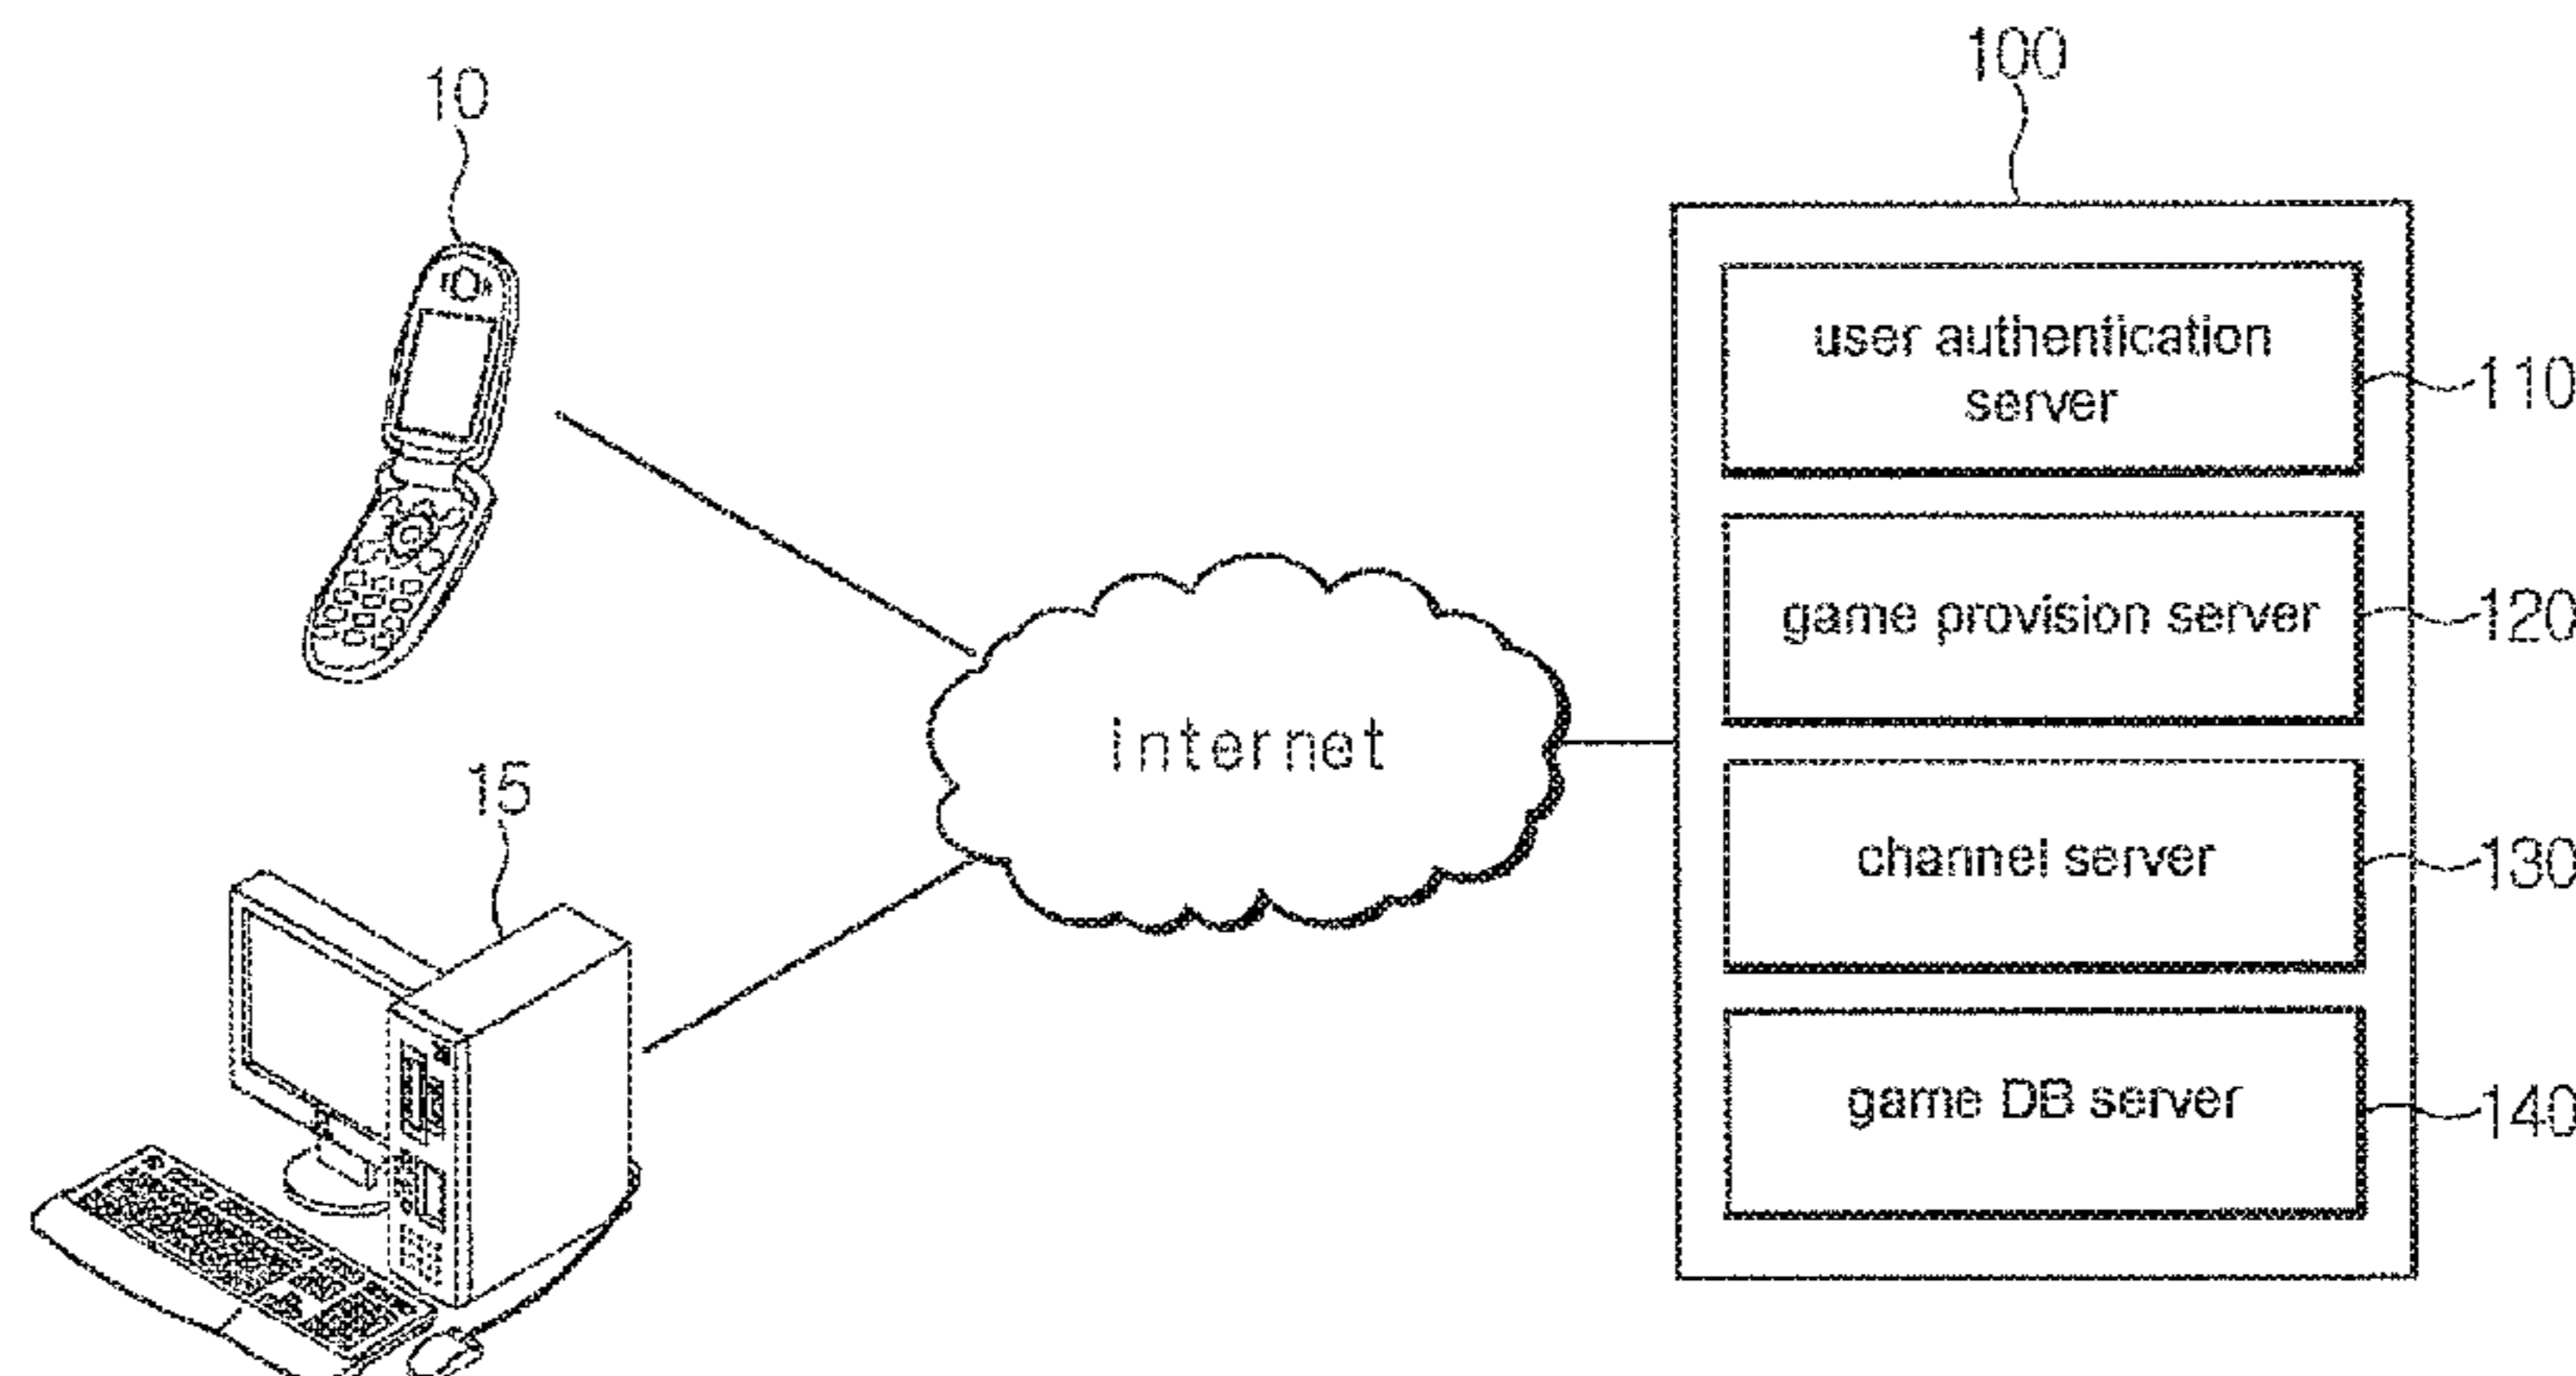 10
100
user authentication
server
110
game provision server
120
Internet
15
channel server
130
game DB server
140